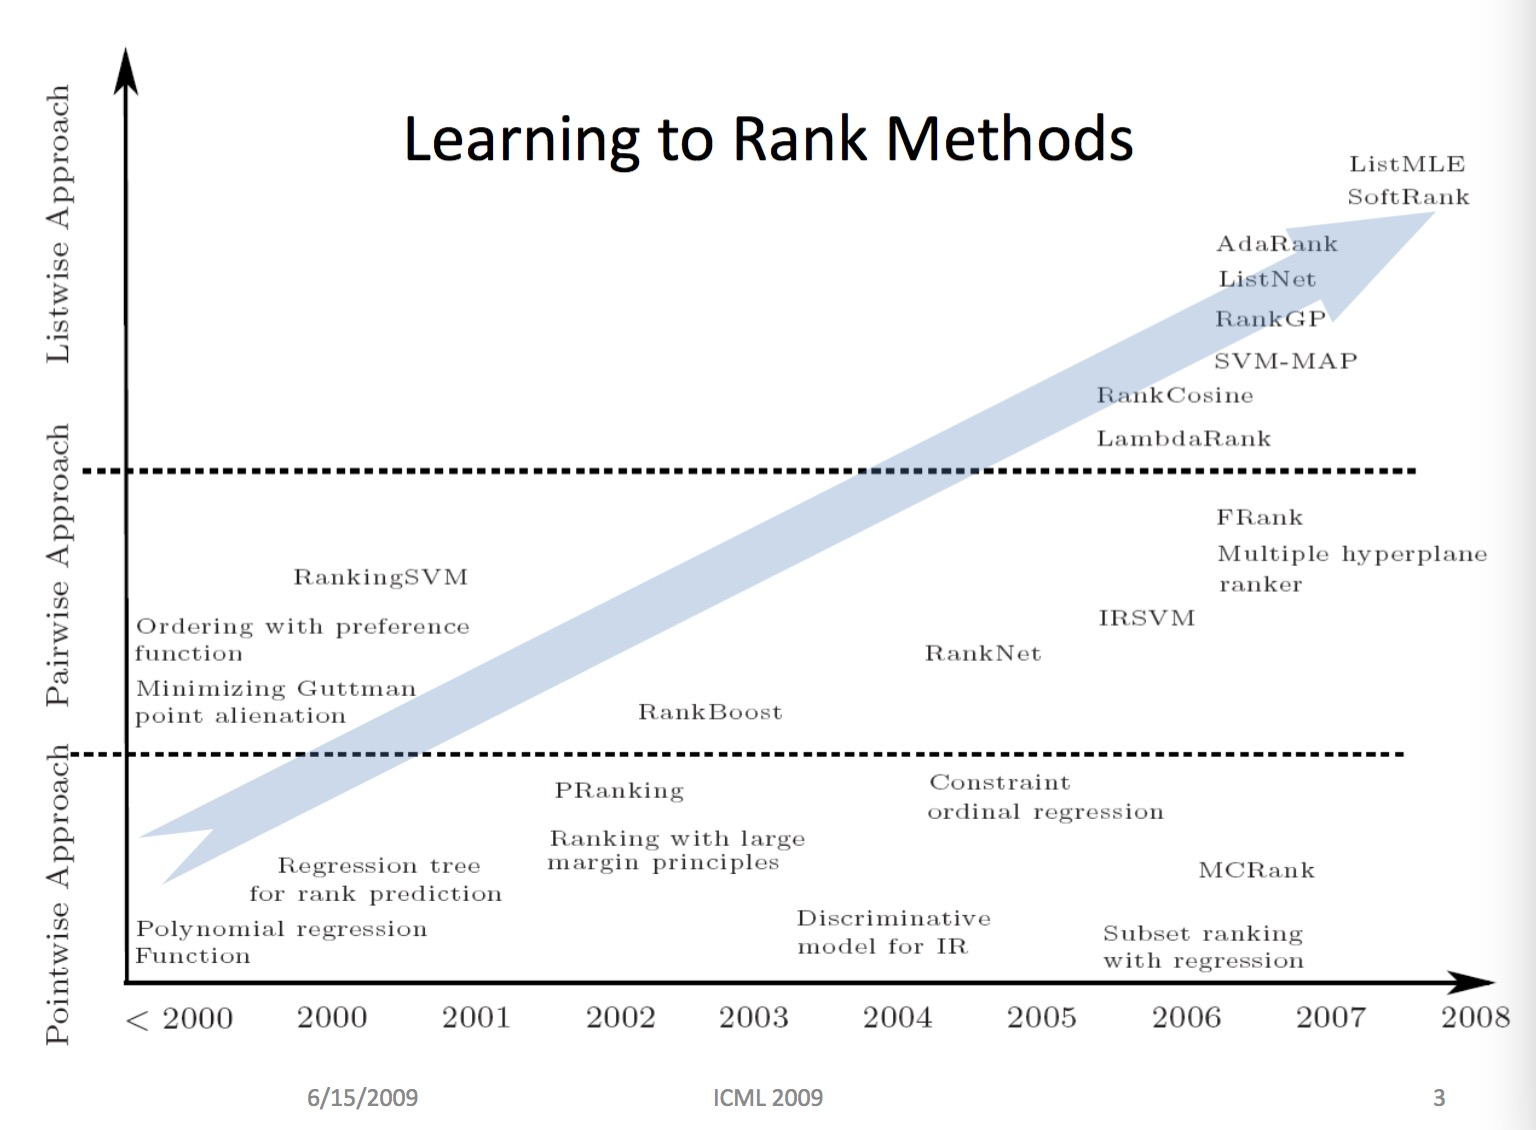 Learning to Rank Methods
Listwise Approach
Pairwise Approach
Pointwise Approach
ListMLE
SoftRank
AdaRank
ListNet
RankGP
SVM-MAP
RankCosine
LambdaRank
FRank
Multiple hyperplane
ranker
RankingSVM
IRSVM
Ordering with preference
function
RankNet
Minimizing Guttman
point alienation
RankBoost
PRanking
Constraint
ordinal regression
Ranking with large
margin principles
Regression tree
for rank prediction
MCRank
Discriminative
model for IR
Polynomial regression
Function
Subset ranking
with regression
< 2000 2000 2001 2002 2003 2004 2005 2006 2007 2008
6/15/2009 ICML 2009 3